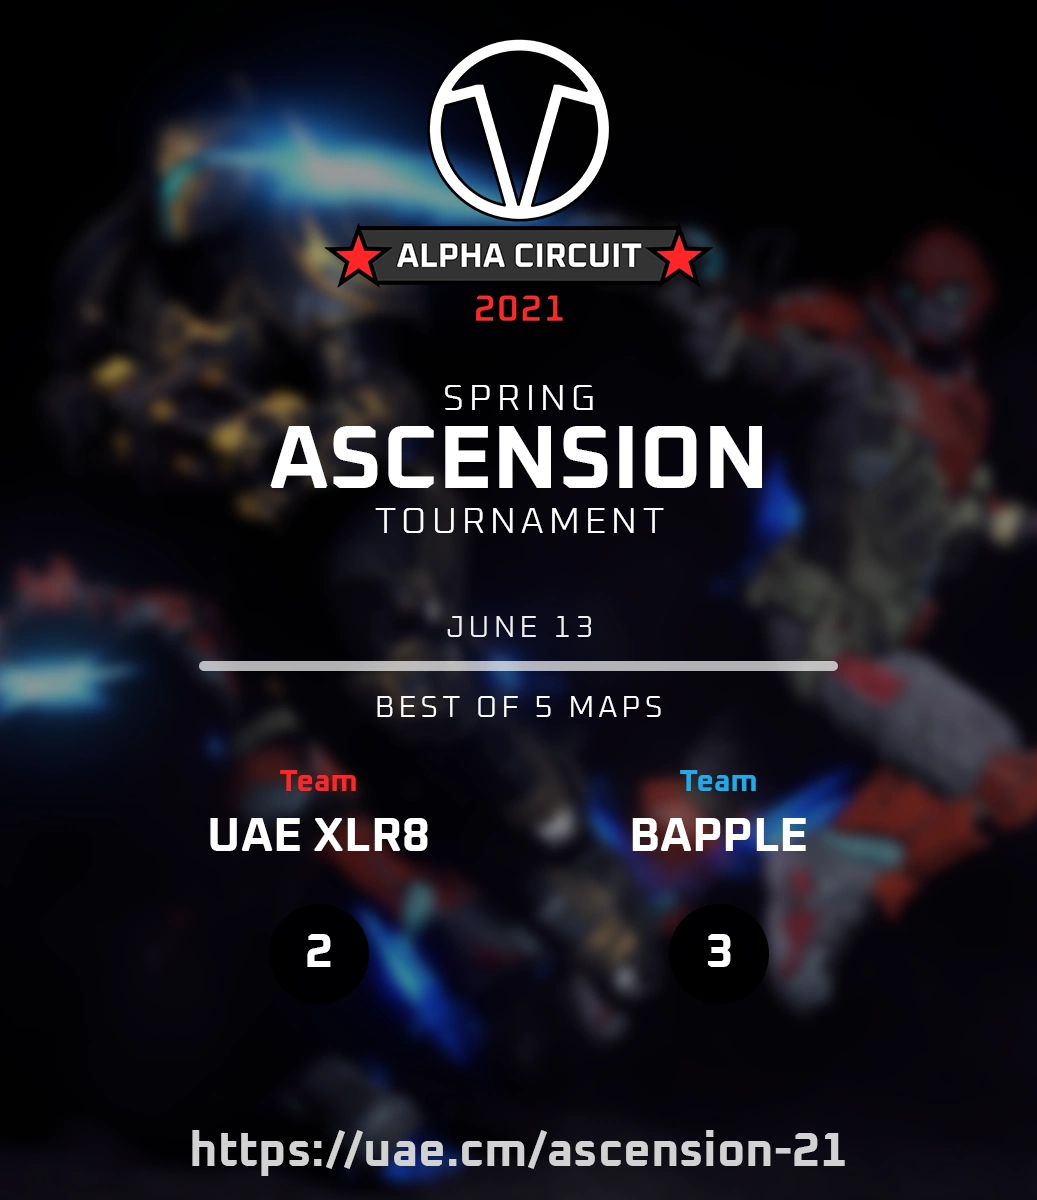 ALPHA CIRCUIT
2021
SPRING
ASCENSION
TOURNAMENT
JUNE 13
BEST OF 5 MAPS
Team Team
UAE XLR8 BAPPLE
2 3
https://uae.cm/ascension-21